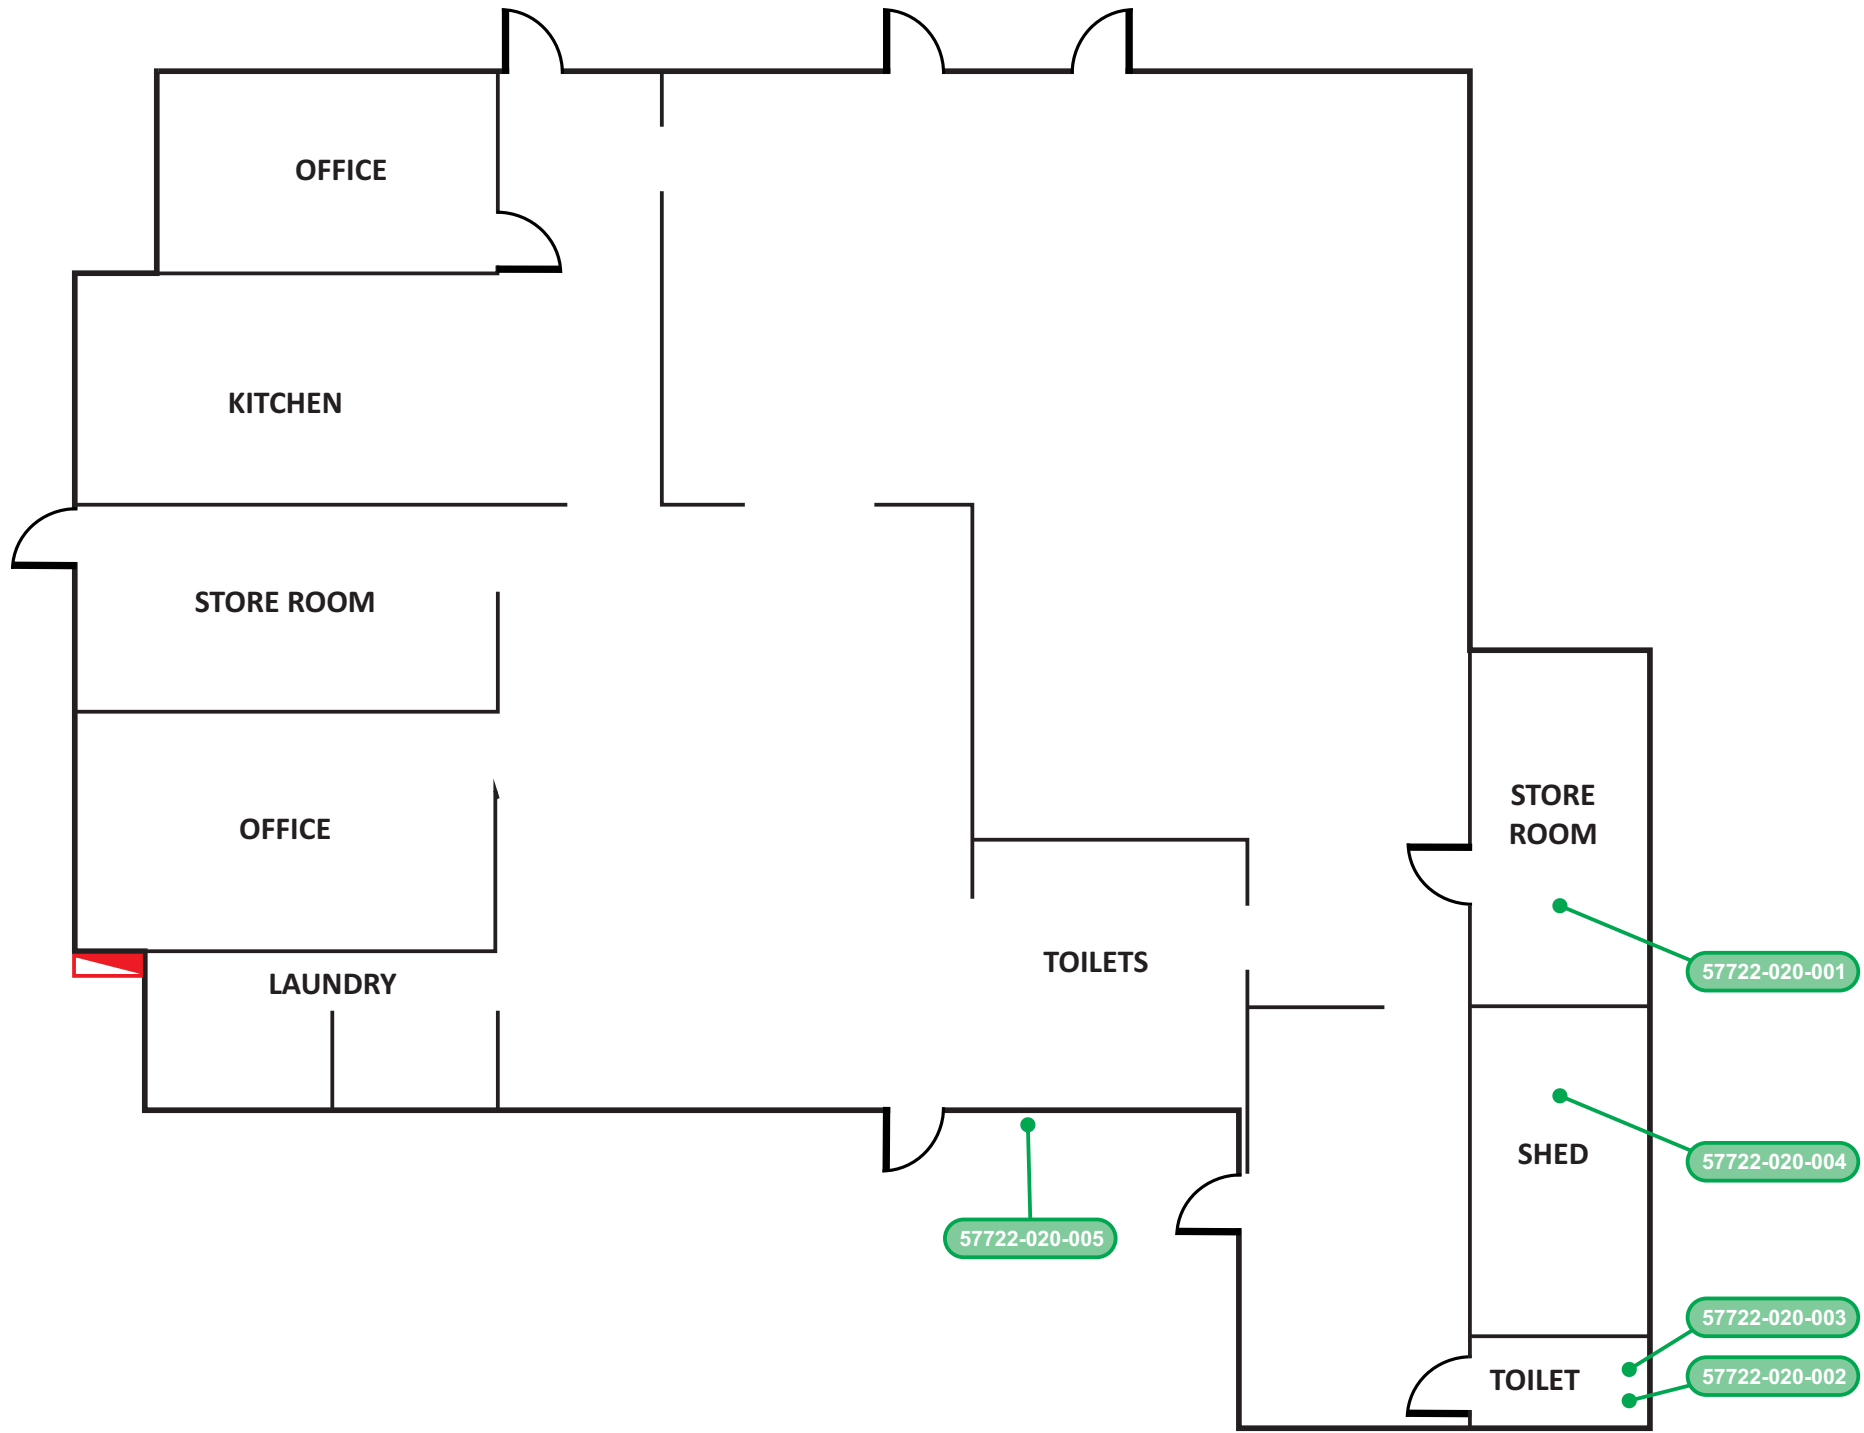 OFFICE
KITCHEN
STORE ROOM
STORE
ROOM
OFFICE
TOILETS
57722-020-001
LAUNDRY
SHED
57722-020-004
57722-020-005
57722-020-003
TOILET
57722-020-002